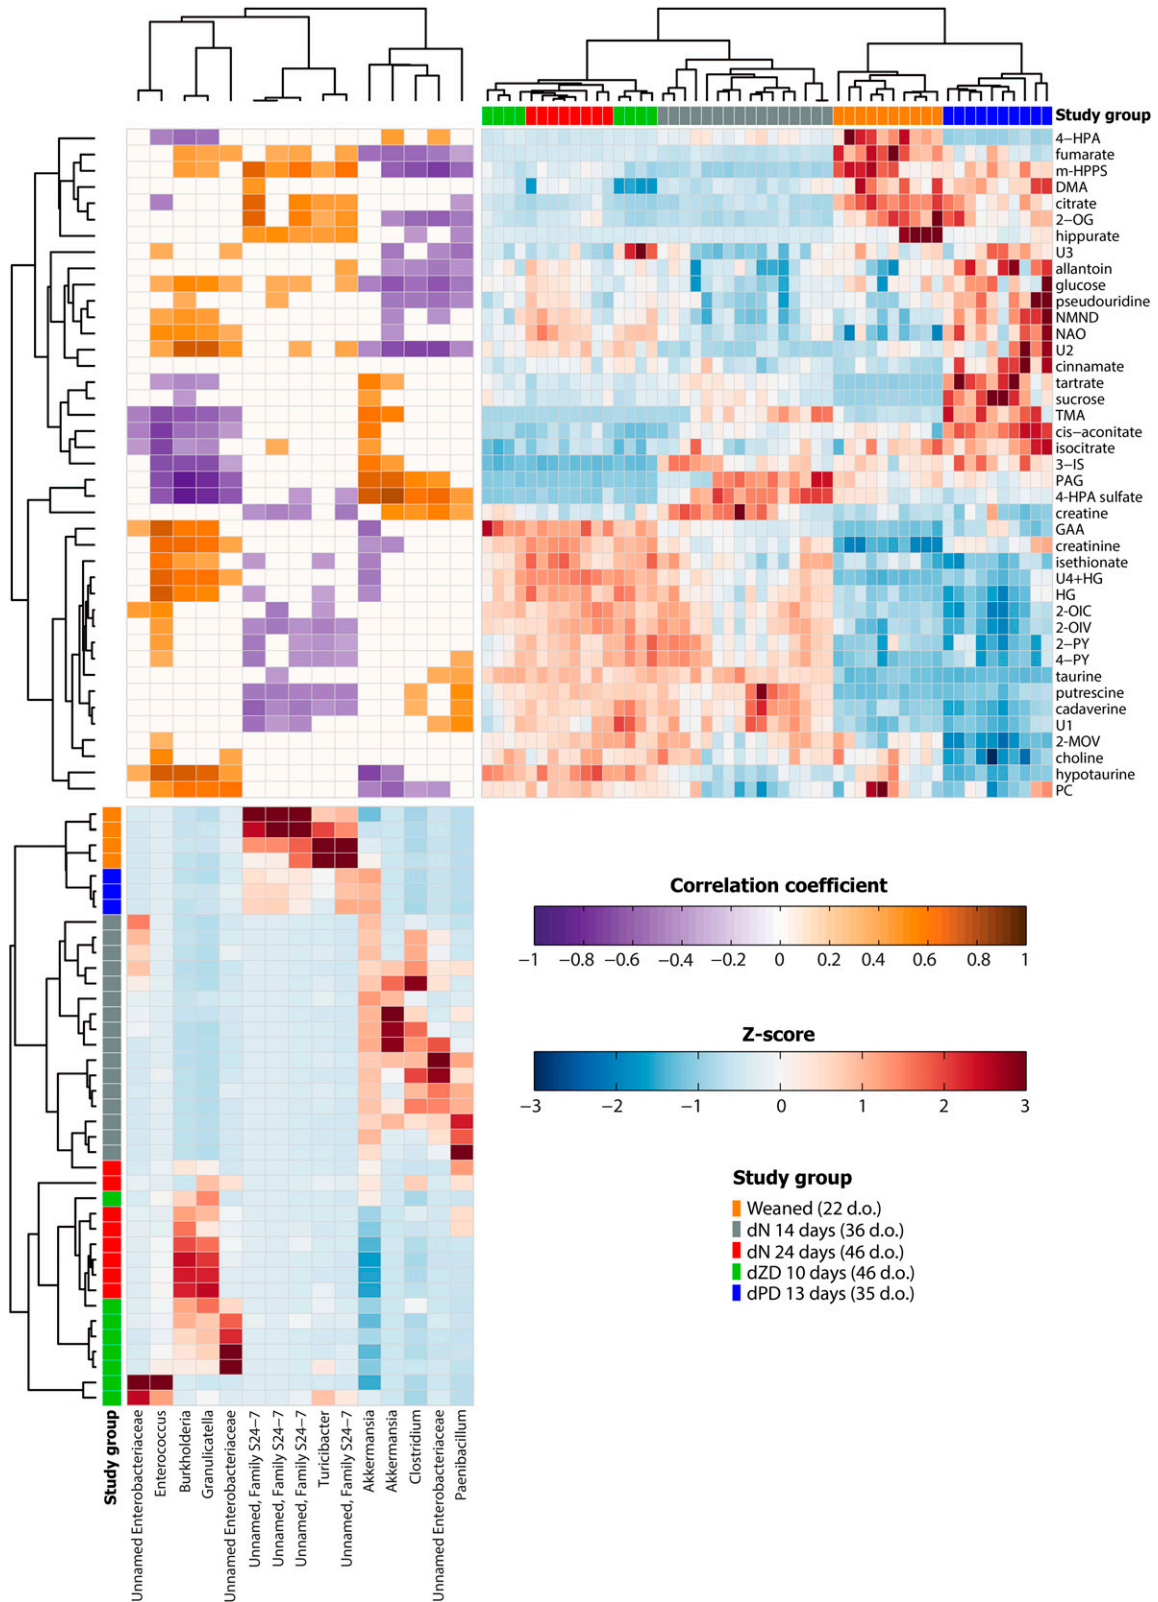 Study group
4−HPA
fumarate
m-HPPS
DMA
citrate
2−OG
hippurate
U3
allantoin
glucose
pseudouridine
NMND
NAO
U2
cinnamate
tartrate
sucrose
TMA
cis−aconitate
isocitrate
3−IS
PAG
4-HPA sulfate
creatine
GAA
creatinine
isethionate
U4+HG
HG
2-OIC
2-OIV
2−PY
4−PY
taurine
putrescine
cadaverine
U1
2-MOV
choline
hypotaurine
PC
Correlation coefficient
−1 −0.8 −0.6 −0.4 −0.2 0 0.2 0.4 0.6 0.8 1
Z-score
−3 −2 −1 0 1 2 3
Study group
Weaned (22 d.o.)
dN 14 days (36 d.o.)
dN 24 days (46 d.o.)
dZD 10 days (46 d.o.)
dPD 13 days (35 d.o.)
Study group
Unnamed Enterobacteriaceae
Enterococcus
Burkholderia
Granulicatella
Unnamed Enterobacteriaceae
Unnamed, Family S24−7
Unnamed, Family S24−7
Unnamed, Family S24−7
Turicibacter
Unnamed, Family S24−7
Akkermansia
Akkermansia
Clostridium
Unnamed Enterobacteriaceae
Paenibacillum